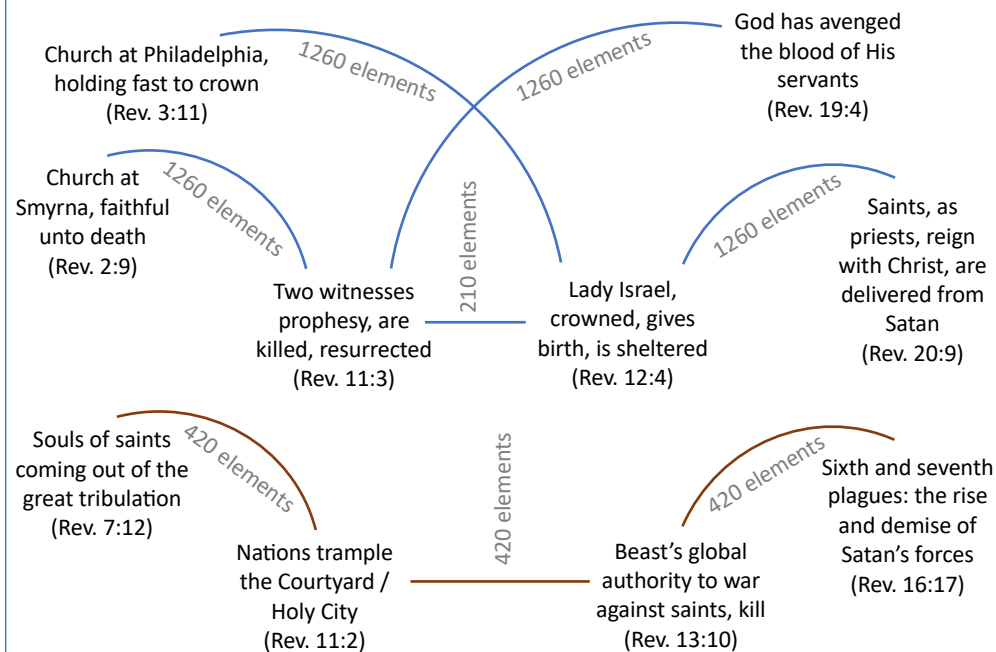 Church at Philadelphia,
holding fast to crown
(Rev. 3:11)
1260 elements
1260 elements
God has avenged
the blood of His
servants
(Rev. 19:4)
Church at
Smyrna, faithful
unto death
(Rev. 2:9)
1260 elements
210 elements
1260 elements
Saints, as
priests, reign
with Christ, are
delivered from
Satan
(Rev. 20:9)
Two witnesses
prophesy, are
killed, resurrected
(Rev. 11:3)
Lady Israel,
crowned, gives
birth, is sheltered
(Rev. 12:4)
Souls of saints
coming out of the
great tribulation
(Rev. 7:12)
420 elements
420 elements
420 elements
Sixth and seventh
plagues: the rise
and demise of
Satan’s forces
(Rev. 16:17)
Nations trample
the Courtyard /
Holy City
(Rev. 11:2)
Beast’s global
authority to war
against saints, kill
(Rev. 13:10)